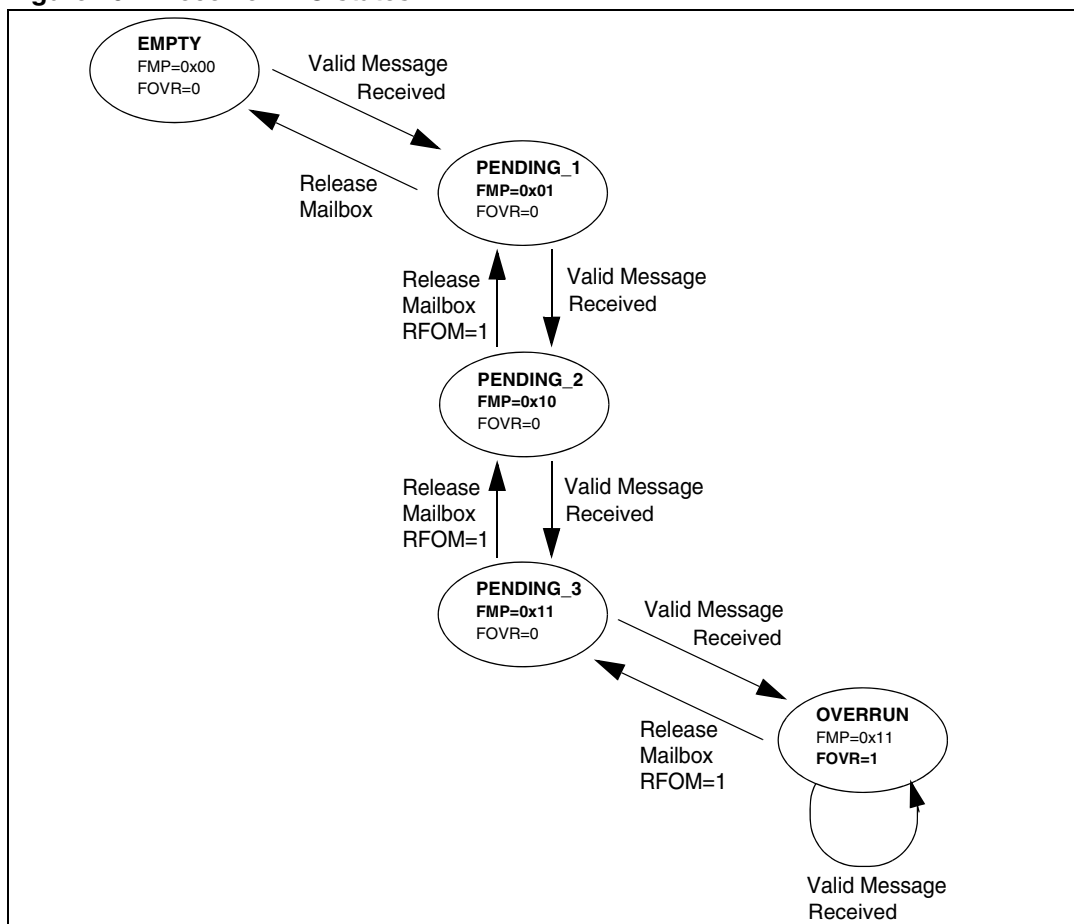 EMPTY
FMP=0x00
FOVR=0
Valid Message
Received
Release
Mailbox
PENDING_1
FMP=0x01
FOVR=0
Release
Mailbox
RFOM=1
Valid Message
Received
PENDING_2
FMP=0x10
FOVR=0
Release
Mailbox
RFOM=1
Valid Message
Received
PENDING_3
FMP=0x11
FOVR=0
Valid Message
Received
Release
Mailbox
RFOM=1
OVERRUN
FMP=0x11
FOVR=1
Valid Message
Received